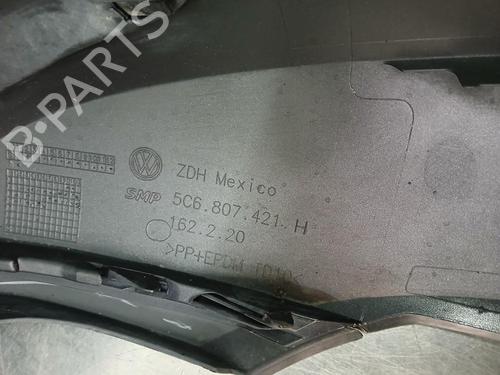 B-PARTS
ZDH Mexico
SMP 5C6.807.421. H
162.2.20
>PP+EPDM TD10<